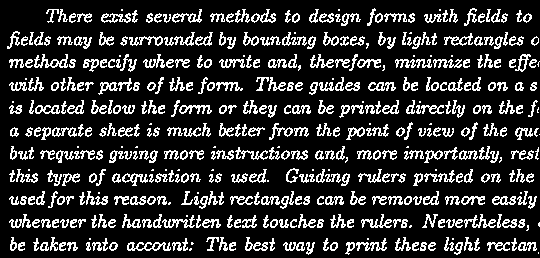 There exist several methods to design forms with fields to
fields may be surrounded by bounding boxes, by light rectangles o
methods specify where to write and, therefore, minimize the effe
with other parts of the form. These guides can be located on a s
is located below the form or they can be printed directly on the f
a separate sheet is much better from the point of view of the qua
but requires giving more instructions and, more importantly, rest
this type of acquisition is used. Guiding rulers printed on the
used for this reason. Light rectangles can be removed more easily
whenever the handwritten text touches the rulers. Nevertheless,
be taken into account: The best way to print these light rectan